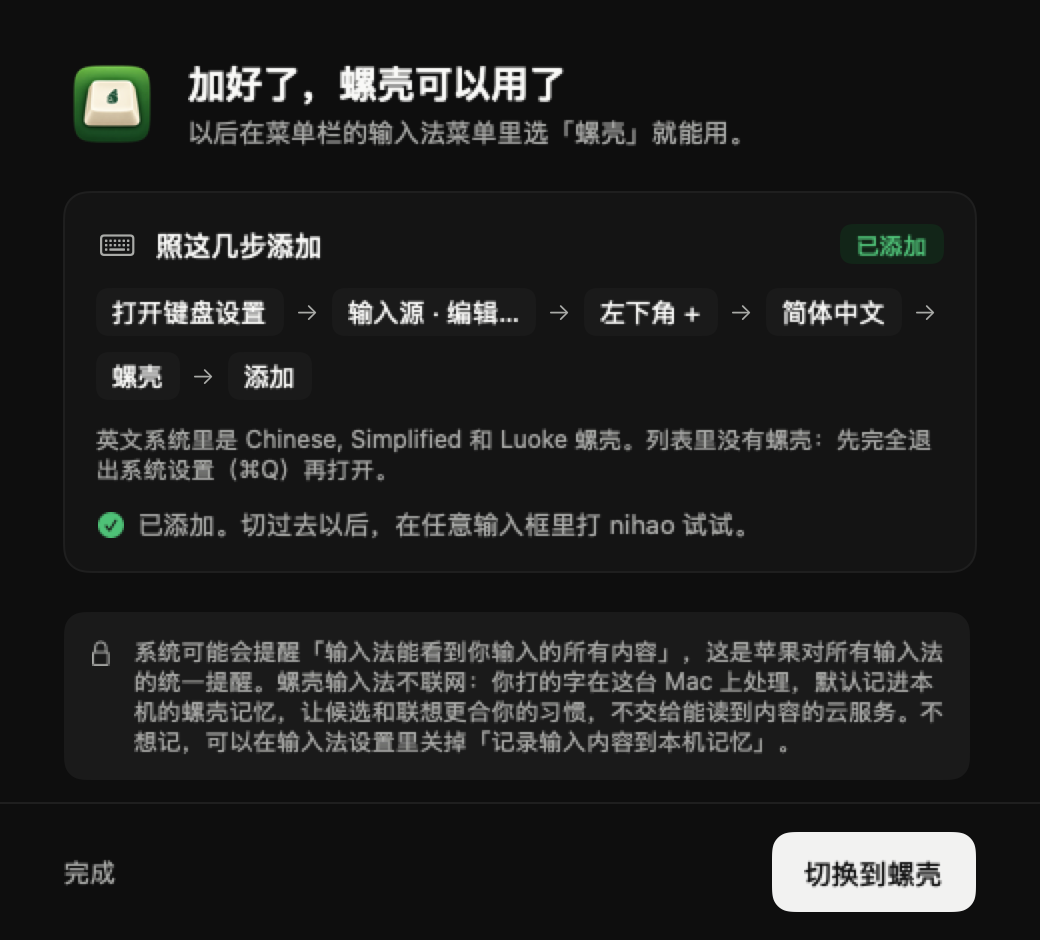 加好了，螺壳可以用了
以后在菜单栏的输入法菜单里选「螺壳」就能用。
照这几步添加 已添加
打开键盘设置 → 输入源 · 编辑... → 左下角 + → 简体中文 →
螺壳 → 添加
英文系统里是 Chinese, Simplified 和 Luoke 螺壳。列表里没有螺壳：先完全退
出系统设置（⌘Q）再打开。
已添加。切过去以后，在任意输入框里打 nihao 试试。
系统可能会提醒「输入法能看到你输入的所有内容」，这是苹果对所有输入法
的统一提醒。螺壳输入法不联网：你打的字在这台 Mac 上处理，默认记进本
机的螺壳记忆，让候选和联想更合你的习惯，不交给能读到内容的云服务。不
想记，可以在输入法设置里关掉「记录输入内容到本机记忆」。
完成 切换到螺壳